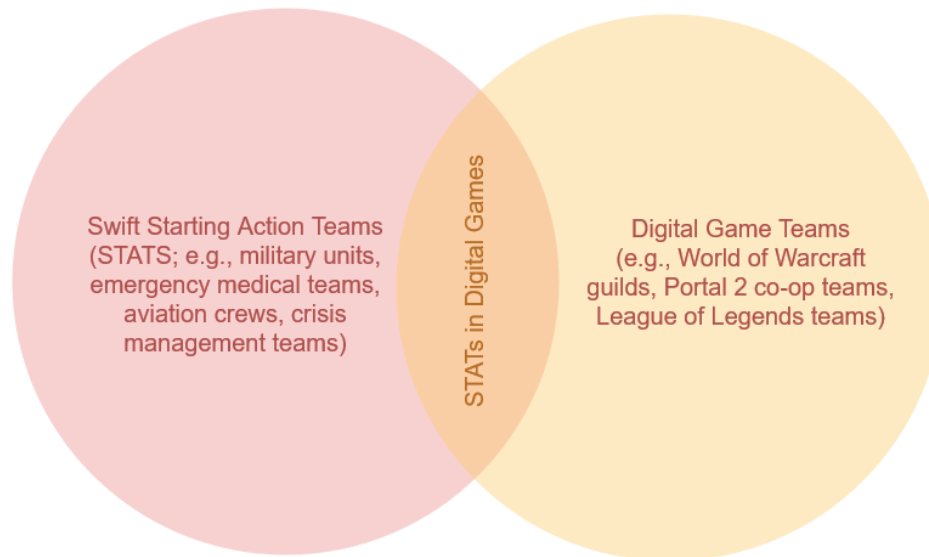 Swift Starting Action Teams
(STATS; e.g., military units,
emergency medical teams,
aviation crews, crisis
management teams)
STATs in Digital Games
Digital Game Teams
(e.g., World of Warcraft
guilds, Portal 2 co-op teams,
League of Legends teams)